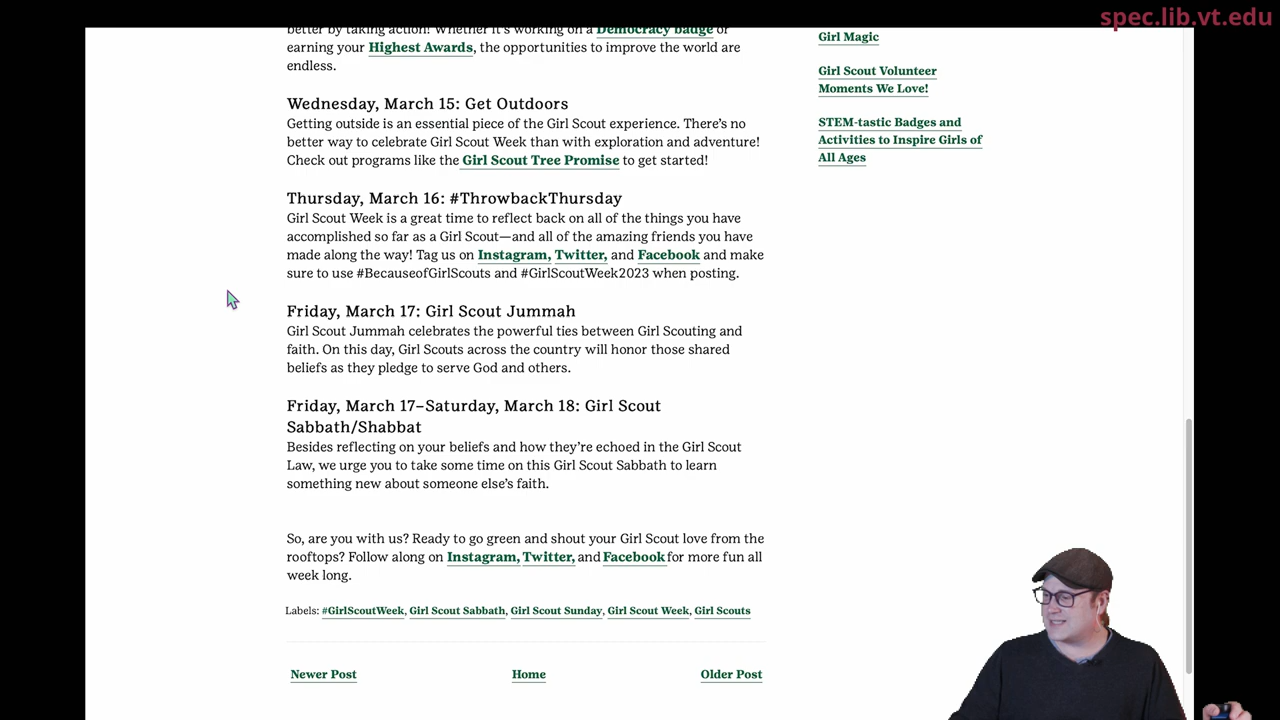 spec.lib.vt.edu
better by taking action! Whether it's working on a Democracy badge or
earning your Highest Awards, the opportunities to improve the world are
endless.
Wednesday, March 15: Get Outdoors
Getting outside is an essential piece of the Girl Scout experience. There's no
better way to celebrate Girl Scout Week than with exploration and adventure!
Check out programs like the Girl Scout Tree Promise to get started!
Thursday, March 16: #ThrowbackThursday
Girl Scout Week is a great time to reflect back on all of the things you have
accomplished so far as a Girl Scout—and all of the amazing friends you have
made along the way! Tag us on Instagram, Twitter, and Facebook and make
sure to use #BecauseofGirlScouts and #GirlScoutWeek2023 when posting.
Friday, March 17: Girl Scout Jummah
Girl Scout Jummah celebrates the powerful ties between Girl Scouting and
faith. On this day, Girl Scouts across the country will honor those shared
beliefs as they pledge to serve God and others.
Friday, March 17–Saturday, March 18: Girl Scout
Sabbath/Shabbat
Besides reflecting on your beliefs and how they're echoed in the Girl Scout
Law, we urge you to take some time on this Girl Scout Sabbath to learn
something new about someone else's faith.
So, are you with us? Ready to go green and shout your Girl Scout love from the
rooftops? Follow along on Instagram, Twitter, and Facebook for more fun all
week long.
Labels: #GirlScoutWeek, Girl Scout Sabbath, Girl Scout Sunday, Girl Scout Week, Girl Scouts
Newer Post
Home
Older Post
Girl Magic
Girl Scout Volunteer
Moments We Love!
STEM-tastic Badges and
Activities to Inspire Girls of
All Ages